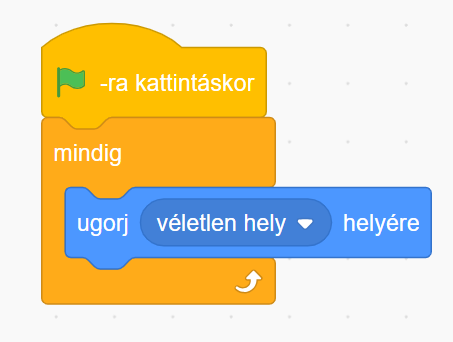 -ra kattintáskor
mindig
ugorj véletlen hely helyére